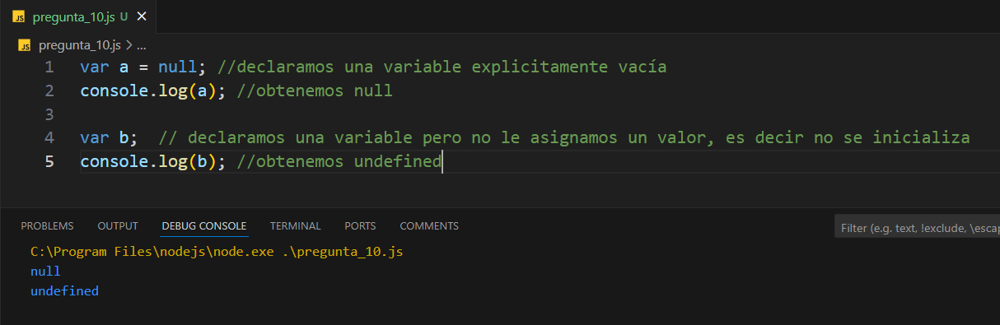 JS pregunta_10.js U ×
JS pregunta_10.js > ...
1 var a = null; //declaramos una variable explicitamente vacía
2 console.log(a); //obtenemos null
3
4 var b;  // declaramos una variable pero no le asignamos un valor, es decir no se inicializa
5 console.log(b); //obtenemos undefined
PROBLEMS OUTPUT DEBUG CONSOLE TERMINAL PORTS COMMENTS Filter (e.g. text, !exclude, \escap
C:\Program Files\nodejs\node.exe .\pregunta_10.js
null
undefined